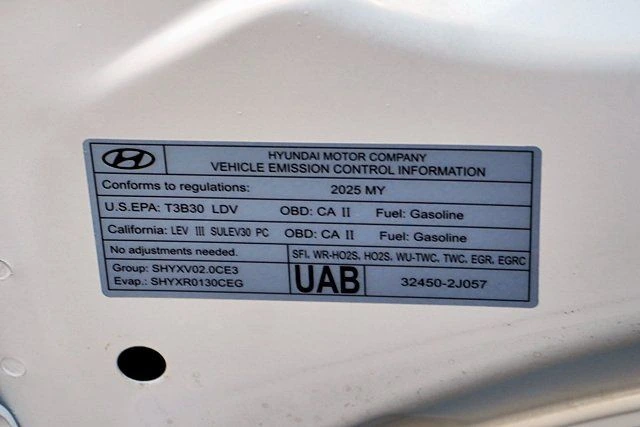 HYUNDAI MOTOR COMPANY
VEHICLE EMISSION CONTROL INFORMATION
Conforms to regulations: 2025 MY
U.S.EPA: T3B30 LDV OBD: CA II Fuel: Gasoline
California: LEV III SULEV30 PC OBD: CA II Fuel: Gasoline
No adjustments needed. SFI, WR-HO2S, HO2S, WU-TWC, TWC, EGR, EGRC
Group: SHYXV02.0CE3
Evap.: SHYXR0130CEG
UAB
32450-2J057